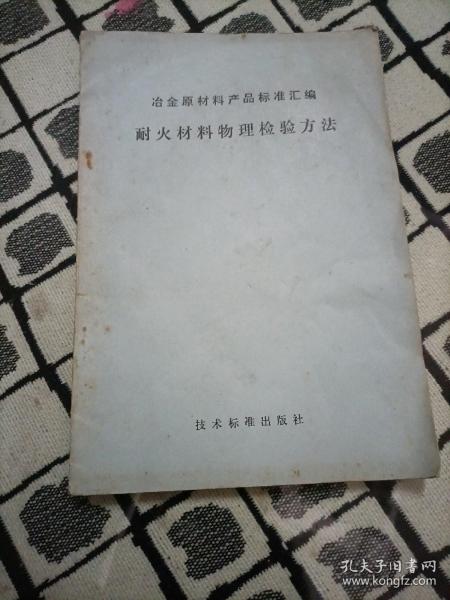 冶金原材料产品标准汇编
耐火材料物理检验方法
技术标准出版社
孔夫子旧书网
www.kongfz.com